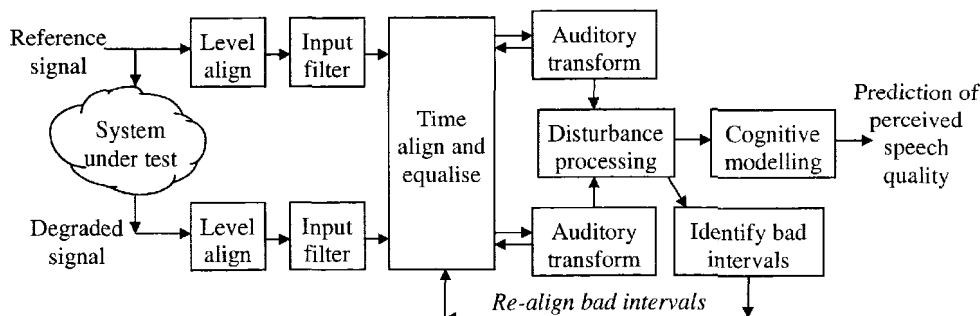 Reference
signal
Level
align
Input
filter
Auditory
transform
System
under test
Time
align and
equalise
Disturbance
processing
Cognitive
modelling
Prediction of
perceived
speech
quality
Degraded
signal
Level
align
Input
filter
Auditory
transform
Identify bad
intervals
Re-align bad intervals